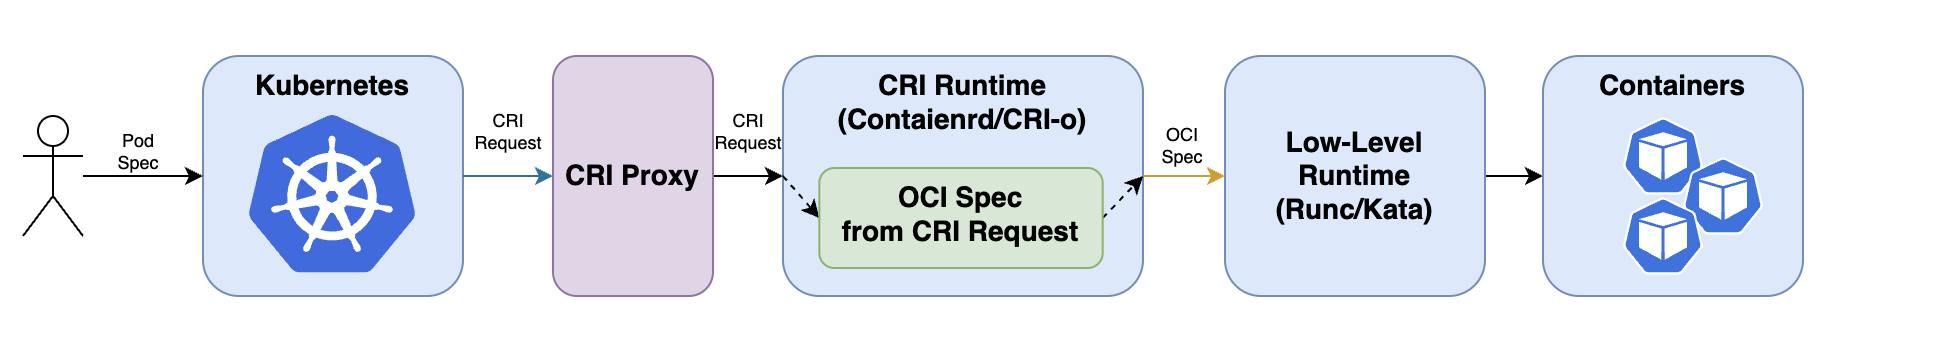 Pod
Spec
Kubernetes
CRI
Request
CRI Proxy
CRI
Request
CRI Runtime
(Contaienrd/CRI-o)
OCI Spec
from CRI Request
OCI
Spec
Low-Level
Runtime
(Runc/Kata)
Containers